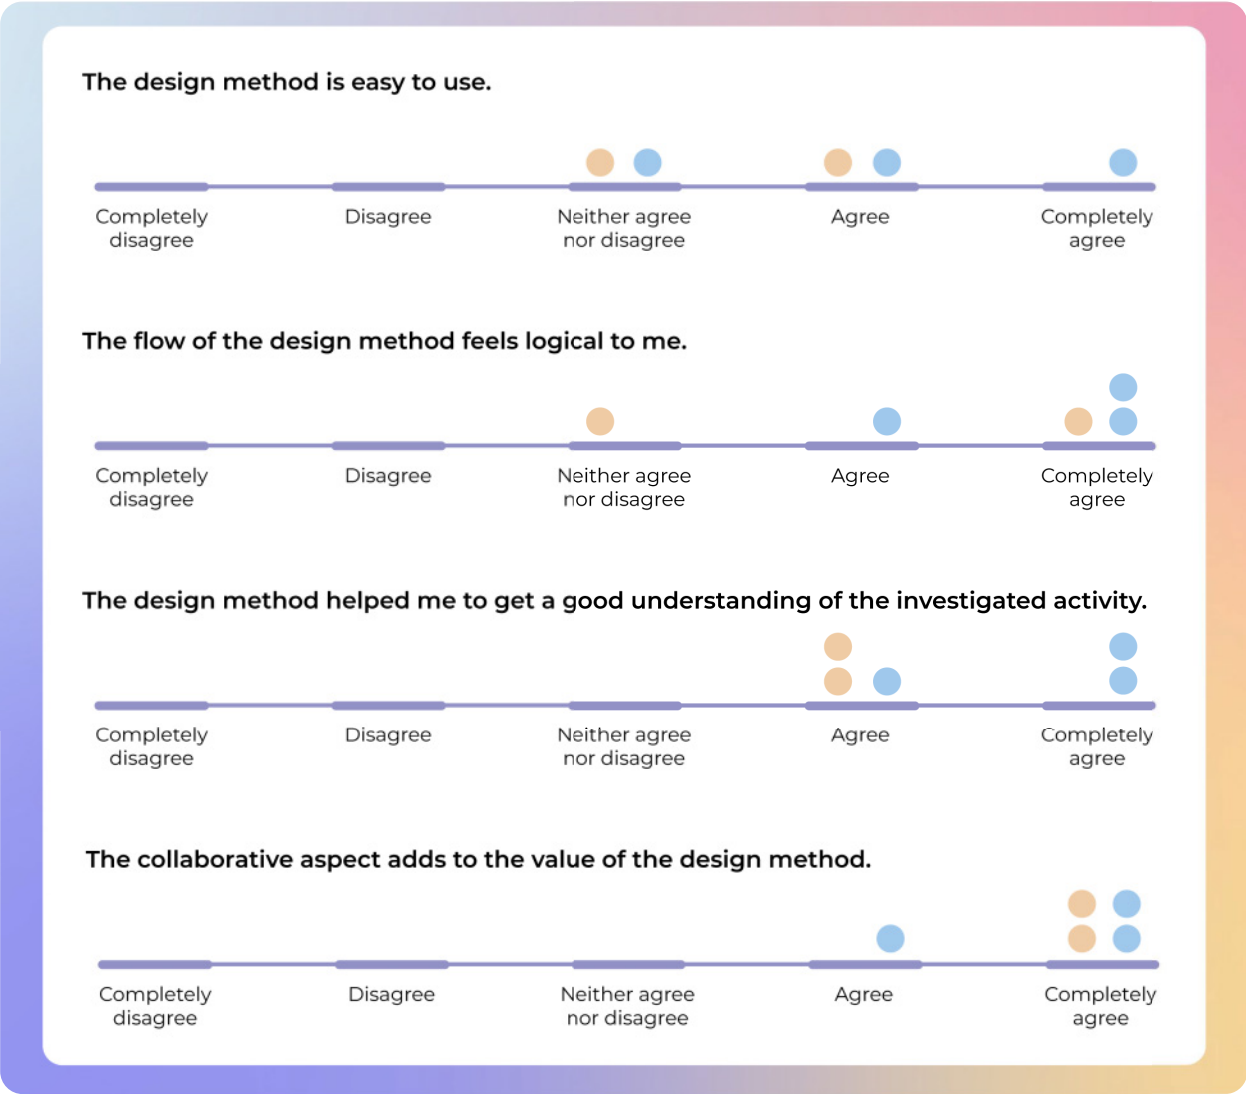 The design method is easy to use.
Completely disagree
Disagree
Neither agree nor disagree
Agree
Completely agree
The flow of the design method feels logical to me.
Completely disagree
Disagree
Neither agree nor disagree
Agree
Completely agree
The design method helped me to get a good understanding of the investigated activity.
Completely disagree
Disagree
Neither agree nor disagree
Agree
Completely agree
The collaborative aspect adds to the value of the design method.
Completely disagree
Disagree
Neither agree nor disagree
Agree
Completely agree